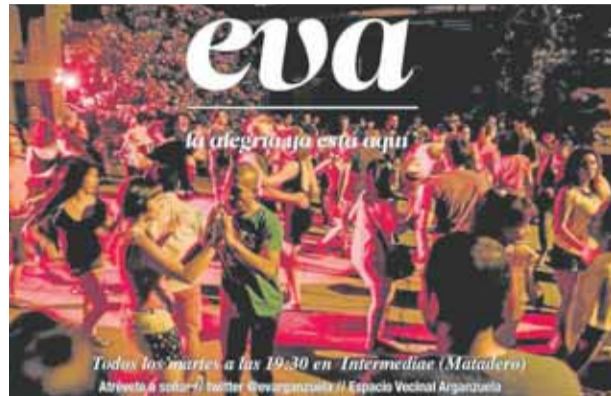 eva
la alegria ya está aquí
Todos los martes a las 19:30 en Intermediae (Matadero)
Atrévete a soñar // twitter @evarganzuela // Espacio Vecinal Arganzuela